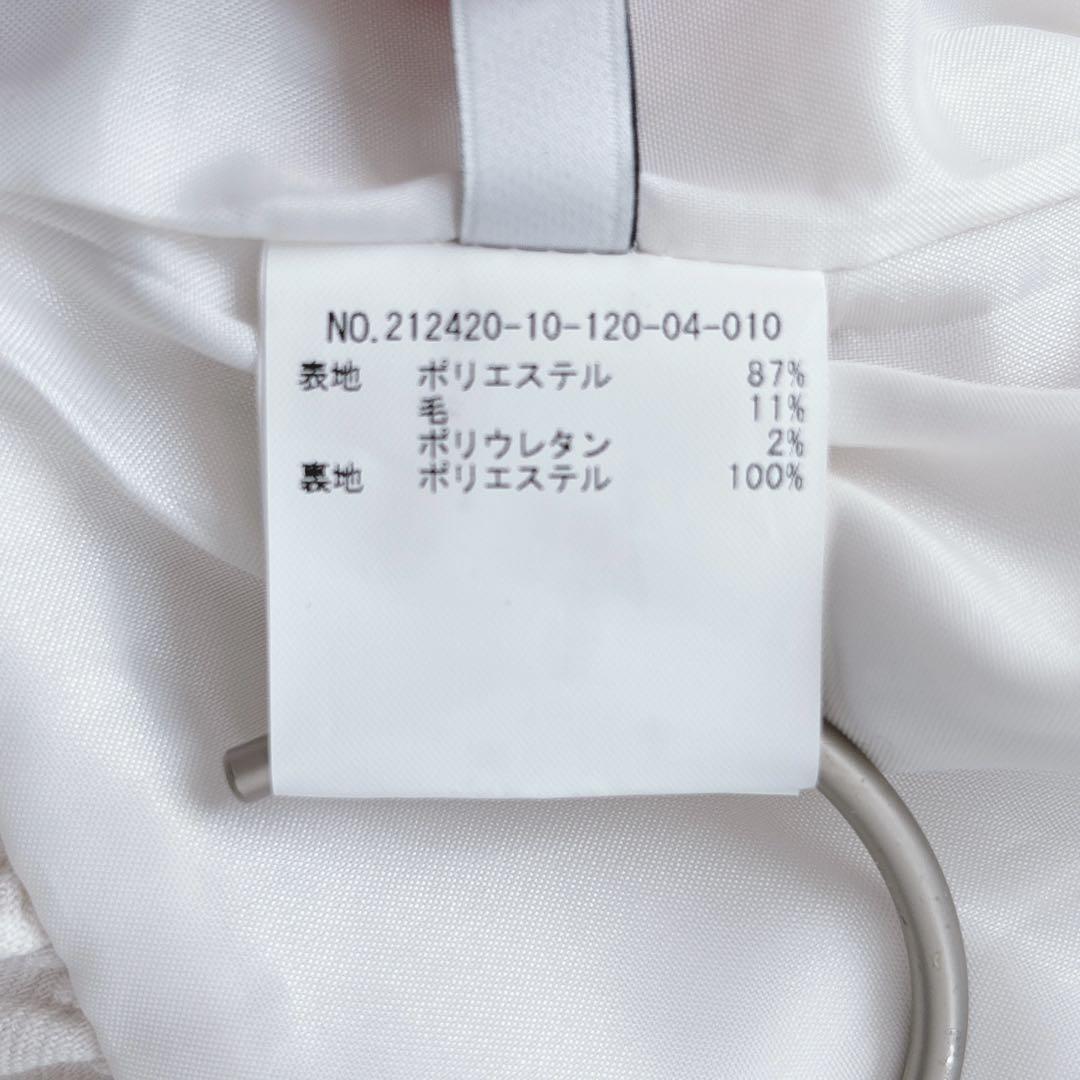 NO.212420-10-120-04-010
表地 ポリエステル 87%
毛 11%
ポリウレタン 2%
裏地 ポリエステル 100%